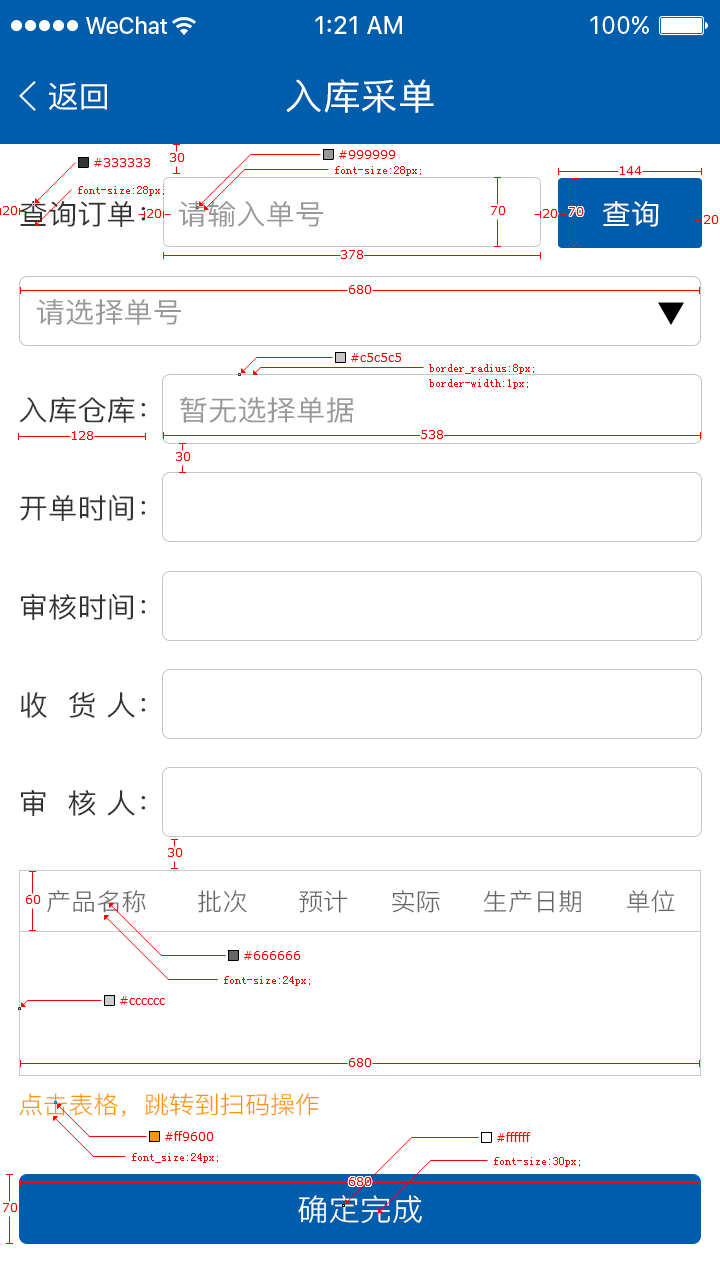 WeChat 1:21 AM 100%
返回 入库采单
#333333 30 #999999
font-size:28px; font-size:28px; 144
20 查询订单： 20 请输入单号 70 20 70 查询 20
378
680
请选择单号
#c5c5c5
border_radius:8px;
border-width:1px;
入库仓库： 暂无选择单据
128 538
30
开单时间：
审核时间：
收 货 人：
审 核 人：
30
60 产品名称 批次 预计 实际 生产日期 单位
#666666
font-size:24px;
#cccccc
680
点击表格，跳转到扫码操作
#ff9600 #ffffff
font_size:24px; font-size:30px;
680
70 确定完成